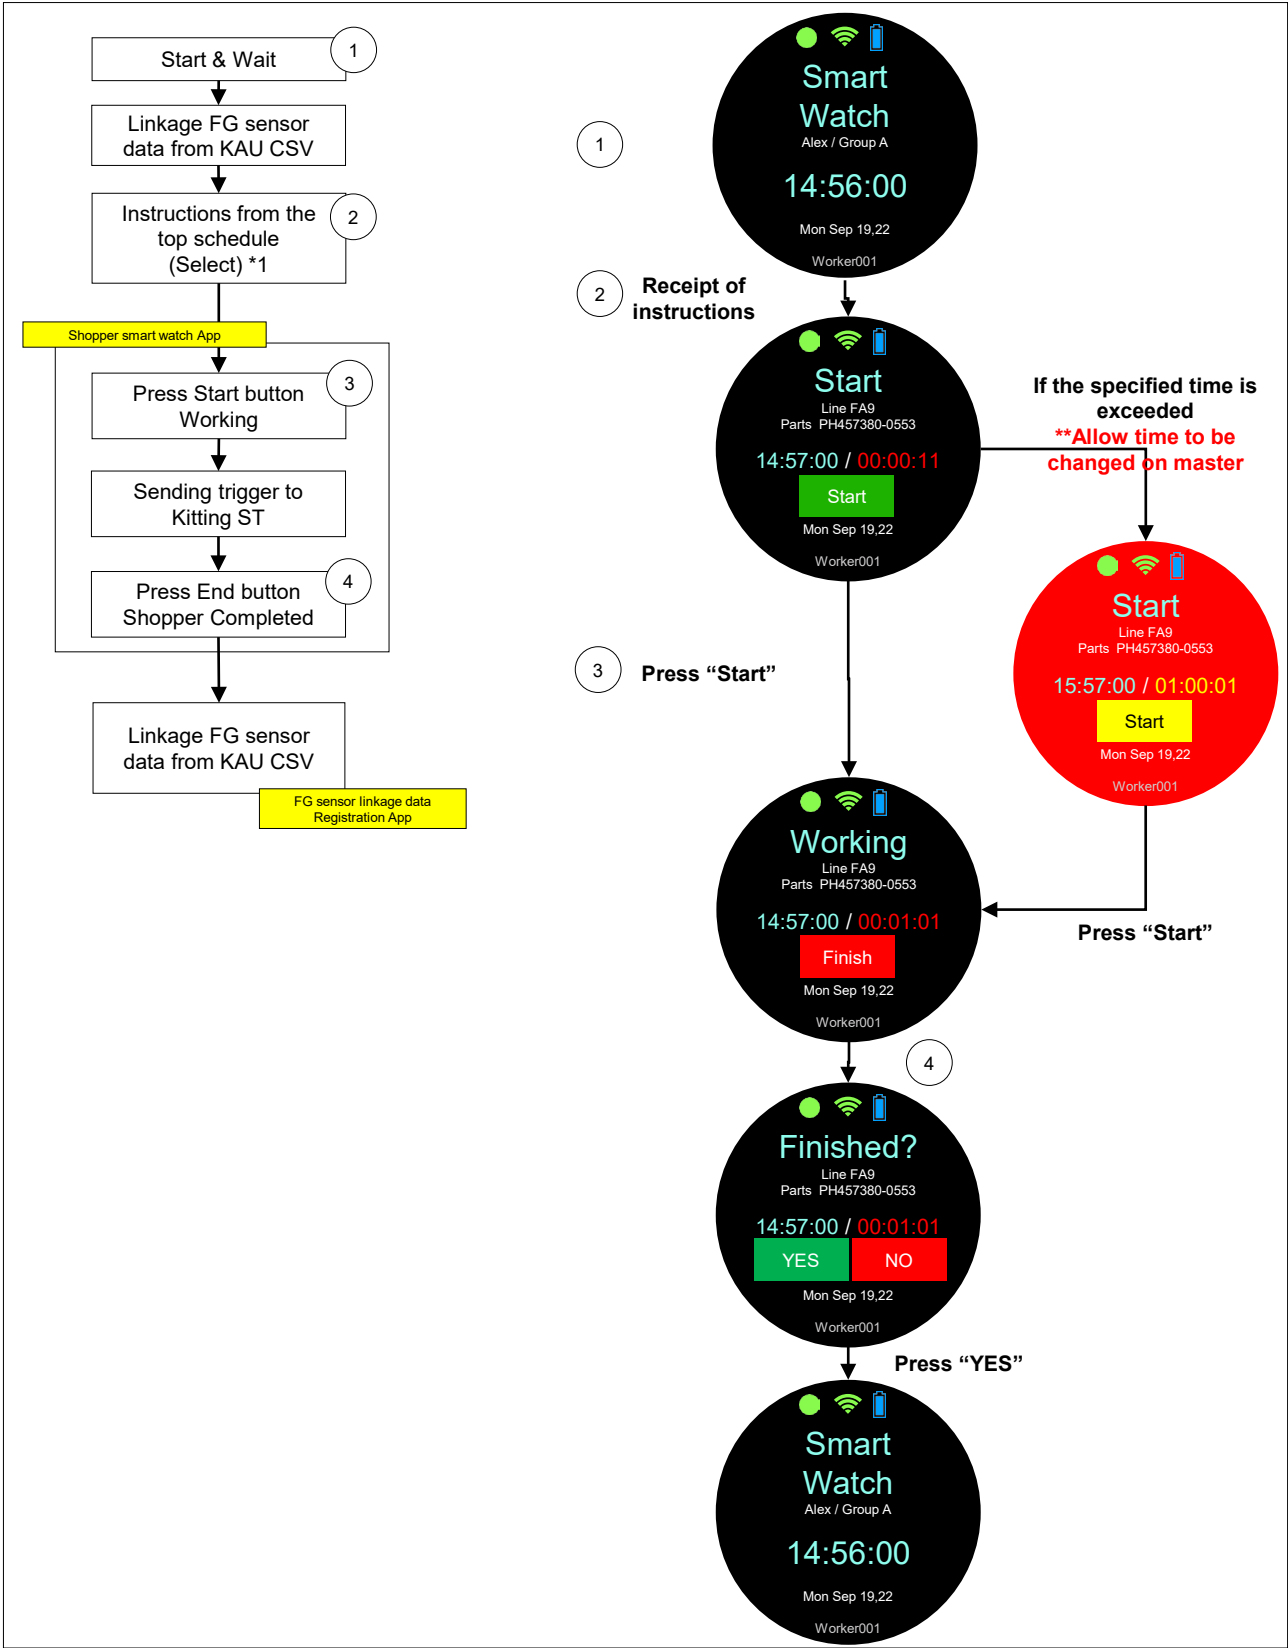 Start & Wait
1
Linkage FG sensor
data from KAU CSV
Instructions from the
top schedule
(Select) *1
2
Shopper smart watch App
Press Start button
Working
3
Sending trigger to
Kitting ST
Press End button
Shopper Completed
4
Linkage FG sensor
data from KAU CSV
FG sensor linkage data
Registration App
1
Smart
Watch
Alex / Group A
14:56:00
Mon Sep 19,22
Worker001
2
Receipt of
instructions
Start
Line FA9
Parts PH457380-0553
14:57:00 / 00:00:11
Start
Mon Sep 19,22
Worker001
If the specified time is
exceeded
**Allow time to be
changed on master
Start
Line FA9
Parts PH457380-0553
15:57:00 / 01:00:01
Start
Mon Sep 19,22
Worker001
3
Press “Start”
Press “Start”
Working
Line FA9
Parts PH457380-0553
14:57:00 / 00:01:01
Finish
Mon Sep 19,22
Worker001
4
Finished?
Line FA9
Parts PH457380-0553
14:57:00 / 00:01:01
YES
NO
Mon Sep 19,22
Worker001
Press “YES”
Smart
Watch
Alex / Group A
14:56:00
Mon Sep 19,22
Worker001